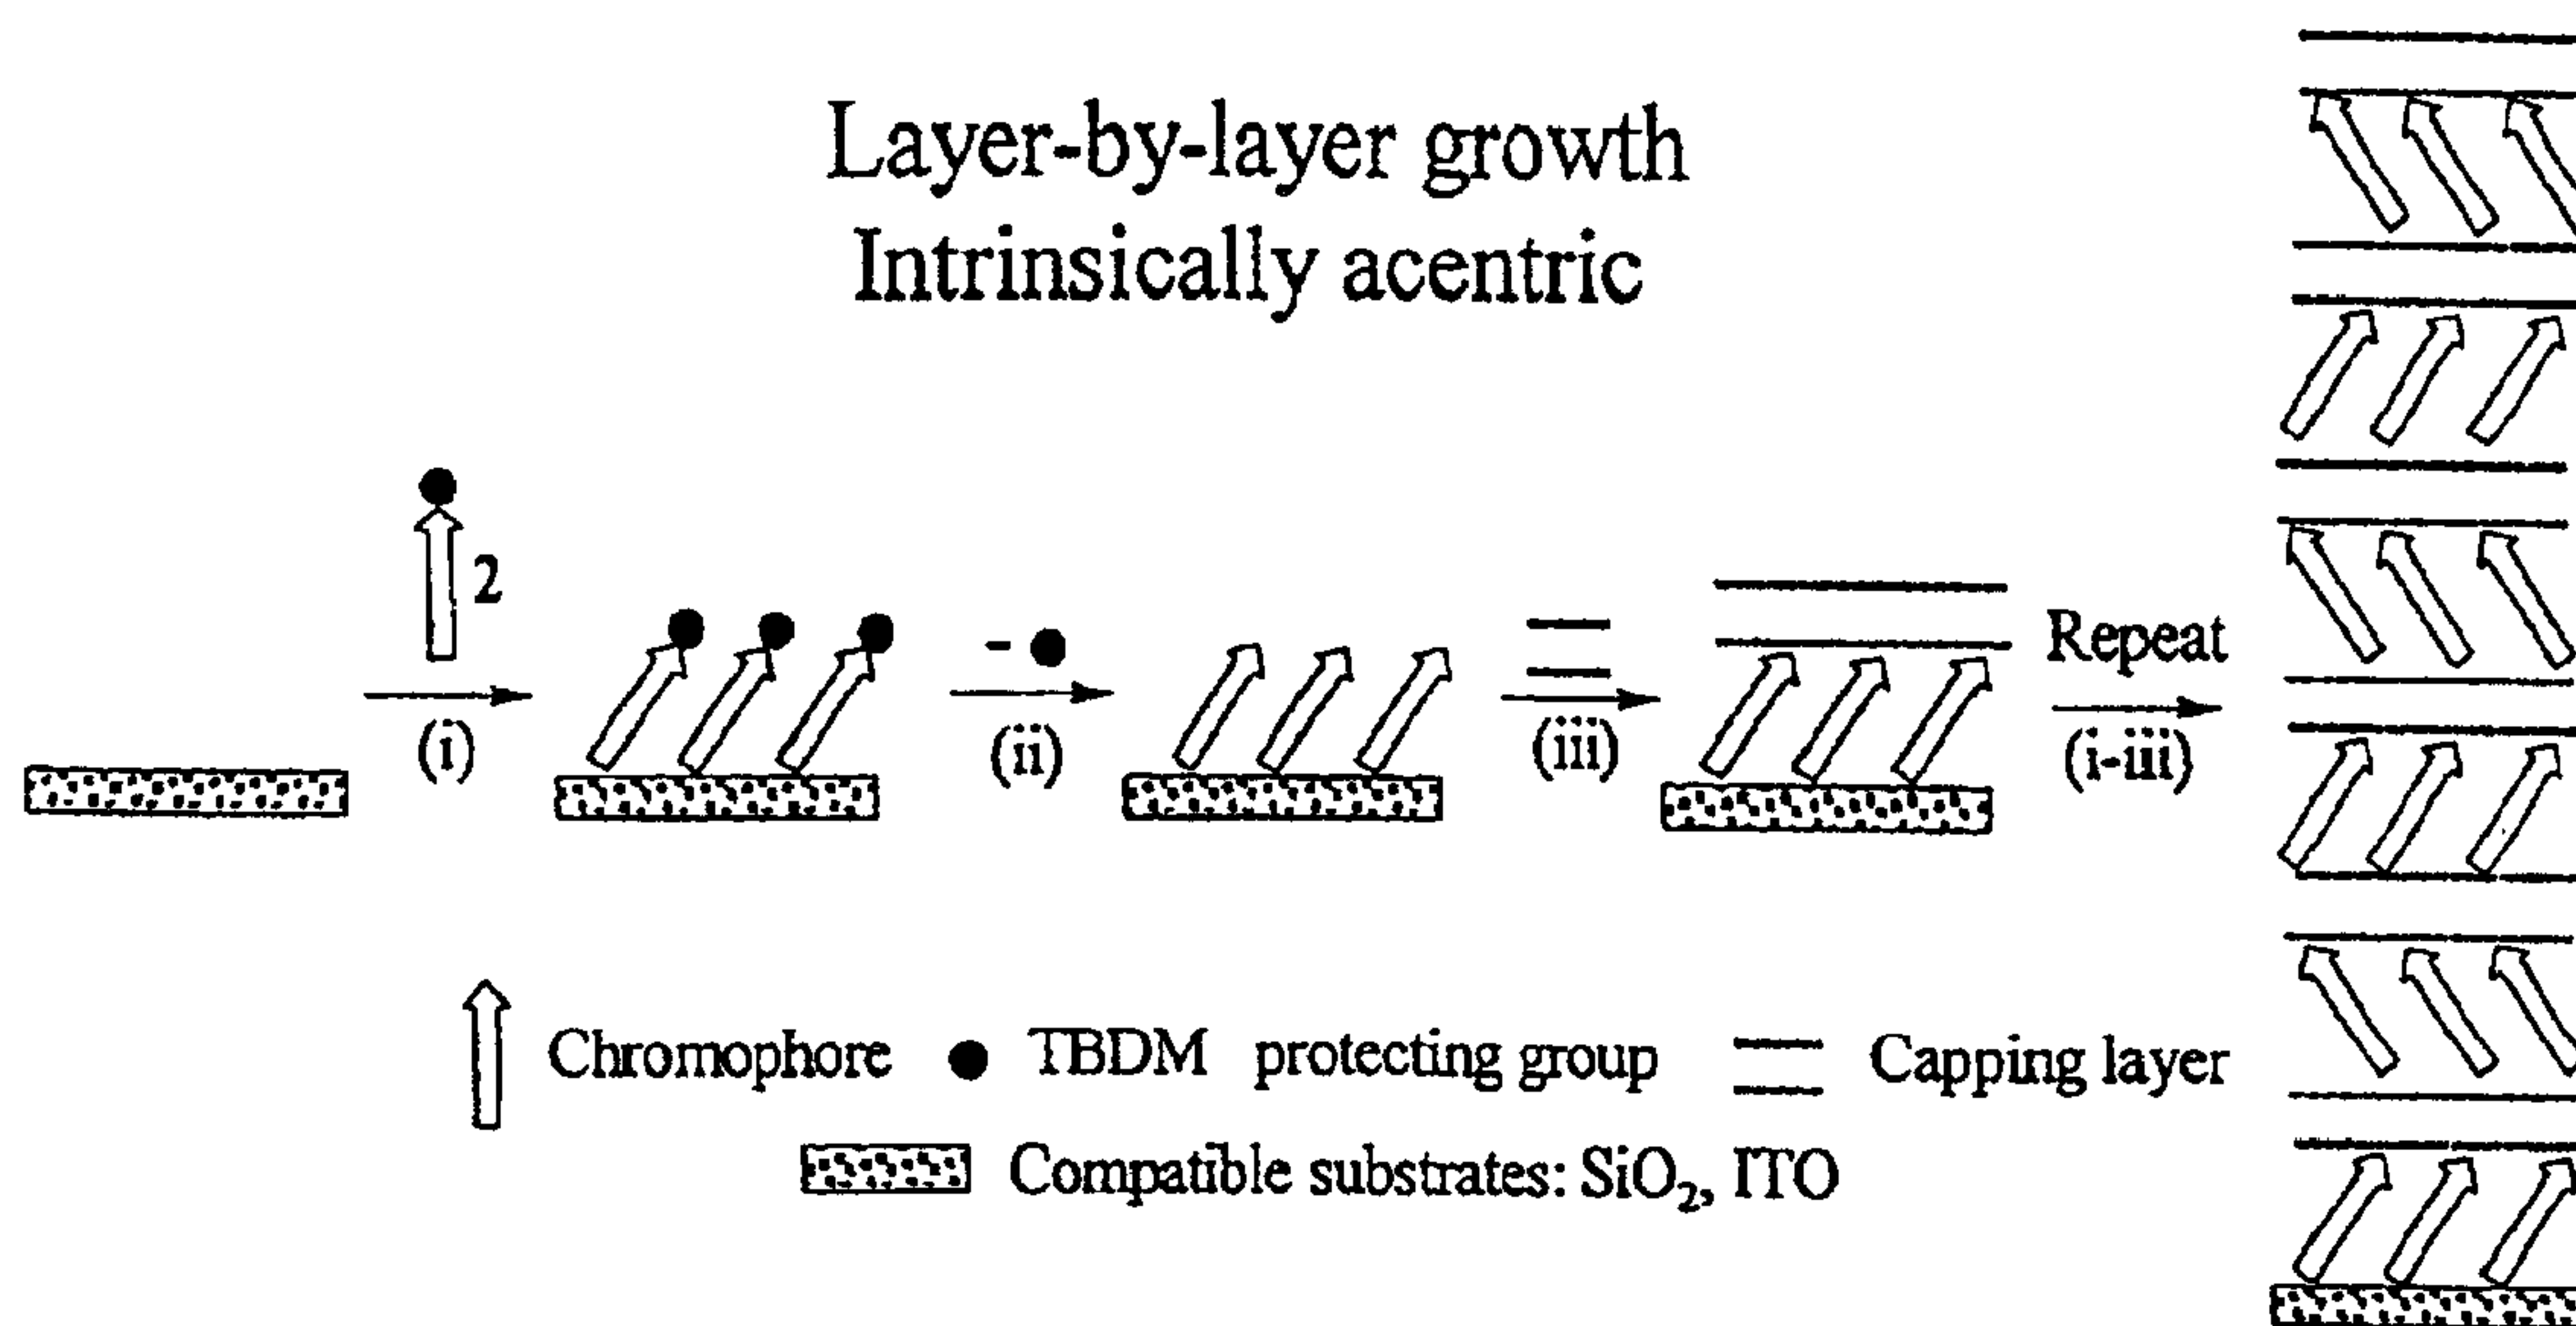 Layer-by-layer growth
Intrinsically acentric
2
(i)
-
(ii)
(iii)
Repeat
(i-iii)
Chromophore
TBDM protecting group
Capping layer
Compatible substrates: SiO₂, ITO